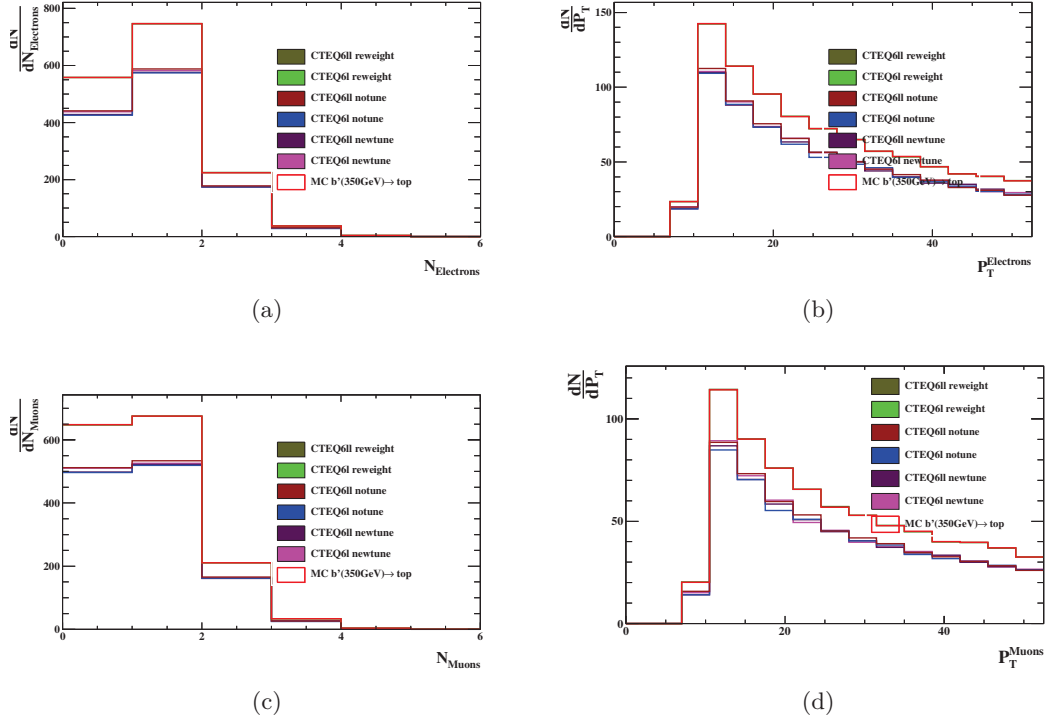 dN
dN_Electrons
800
600
400
200
0
0 2 4 6
N_Electrons
CTEQ6ll reweight
CTEQ6l reweight
CTEQ6ll notune
CTEQ6l notune
CTEQ6ll newtune
CTEQ6l newtune
MC b'(350GeV)→top
(a)
dN
dP_T
150
100
50
0
0 20 40
P_T^Electrons
CTEQ6ll reweight
CTEQ6l reweight
CTEQ6ll notune
CTEQ6l notune
CTEQ6ll newtune
CTEQ6l newtune
MC b'(350GeV)→top
(b)
dN
dN_Muons
600
400
200
0
0 2 4 6
N_Muons
CTEQ6ll reweight
CTEQ6l reweight
CTEQ6ll notune
CTEQ6l notune
CTEQ6ll newtune
CTEQ6l newtune
MC b'(350GeV)→top
(c)
dN
dP_T
100
50
0
0 20 40
P_T^Muons
CTEQ6ll reweight
CTEQ6l reweight
CTEQ6ll notune
CTEQ6l notune
CTEQ6ll newtune
CTEQ6l newtune
MC b'(350GeV)→top
(d)